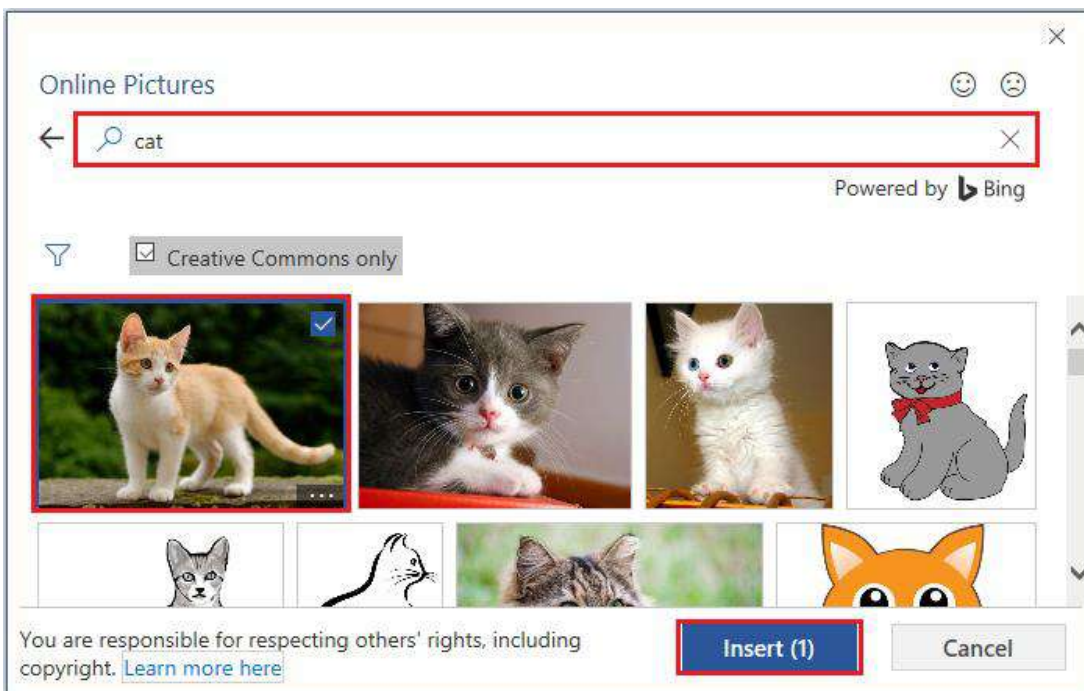 Online Pictures
cat
Powered by Bing
Creative Commons only
You are responsible for respecting others' rights, including
copyright. Learn more here
Insert (1)
Cancel